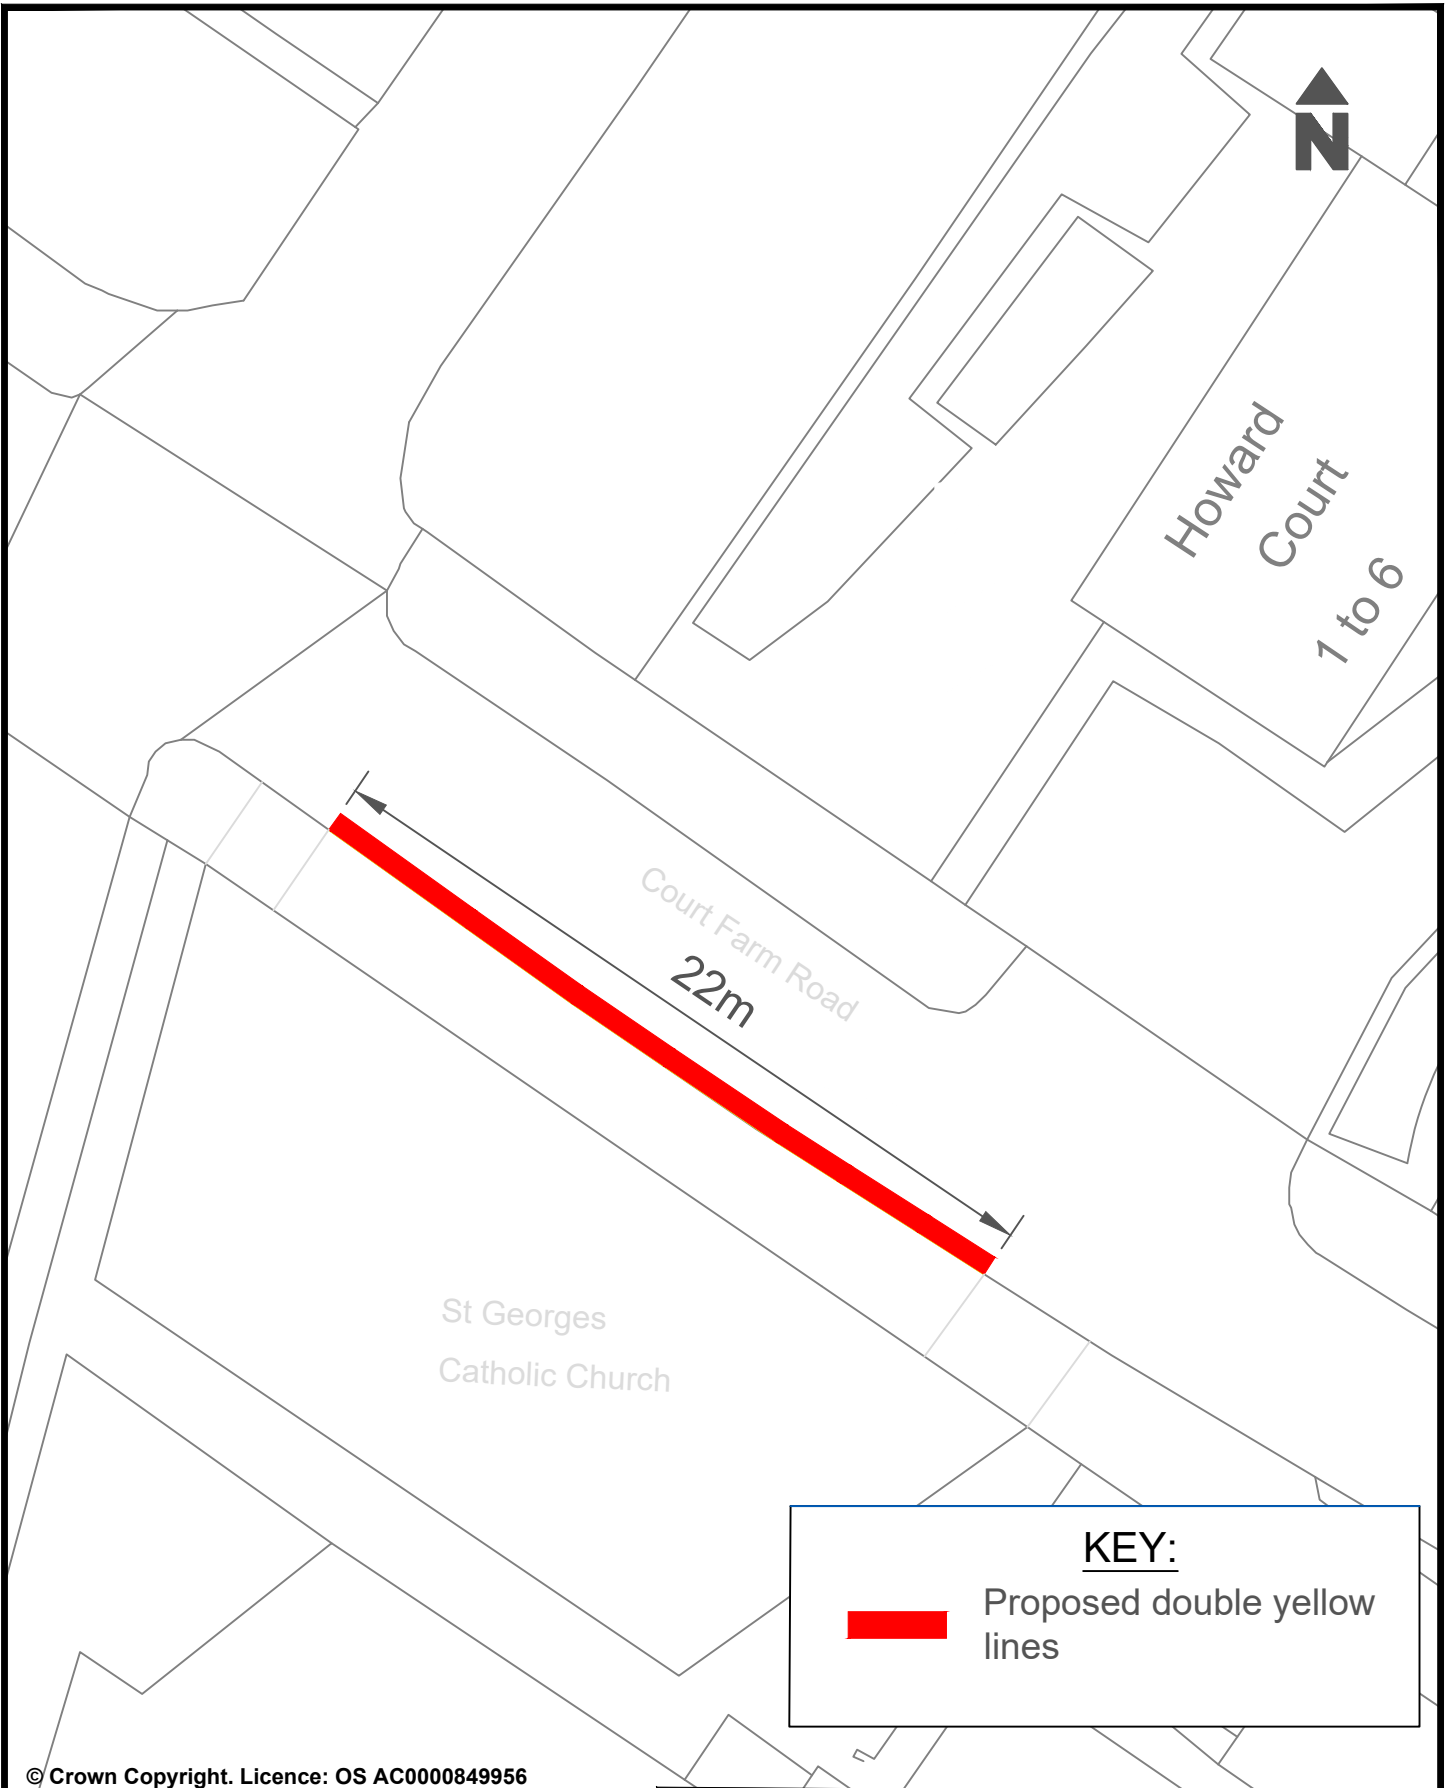 N
Howard
Court
1 to 6
Court Farm Road
22m
St Georges
Catholic Church
KEY:
Proposed double yellow
lines
© Crown Copyright. Licence: OS AC0000849956